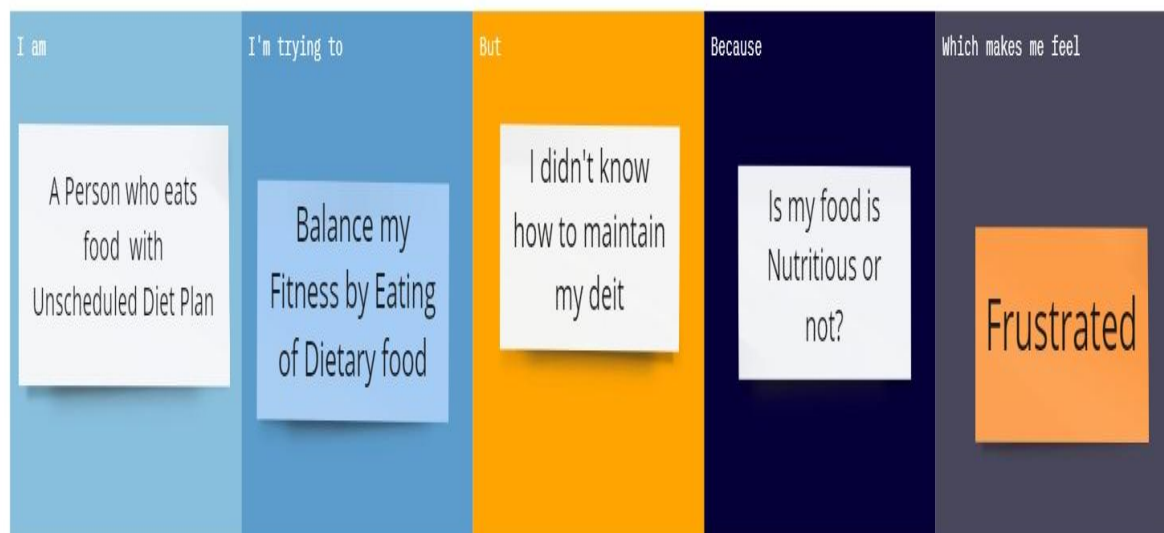 I am
A Person who eats
food with
Unscheduled Diet Plan
I'm trying to
Balance my
Fitness by Eating
of Dietary food
But
I didn't know
how to maintain
my deit
Because
Is my food is
Nutritious or
not?
Which makes me feel
Frustrated